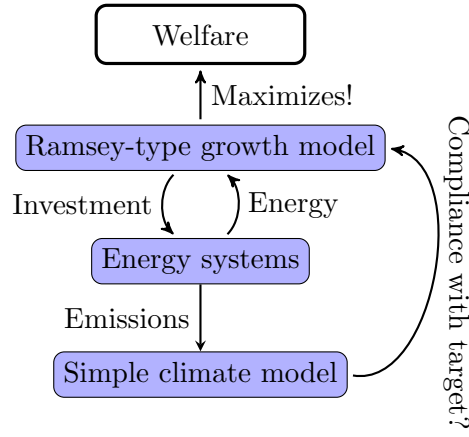 Welfare
Maximizes!
Ramsey-type growth model
Investment
Energy
Energy systems
Emissions
Simple climate model
Compliance with target?